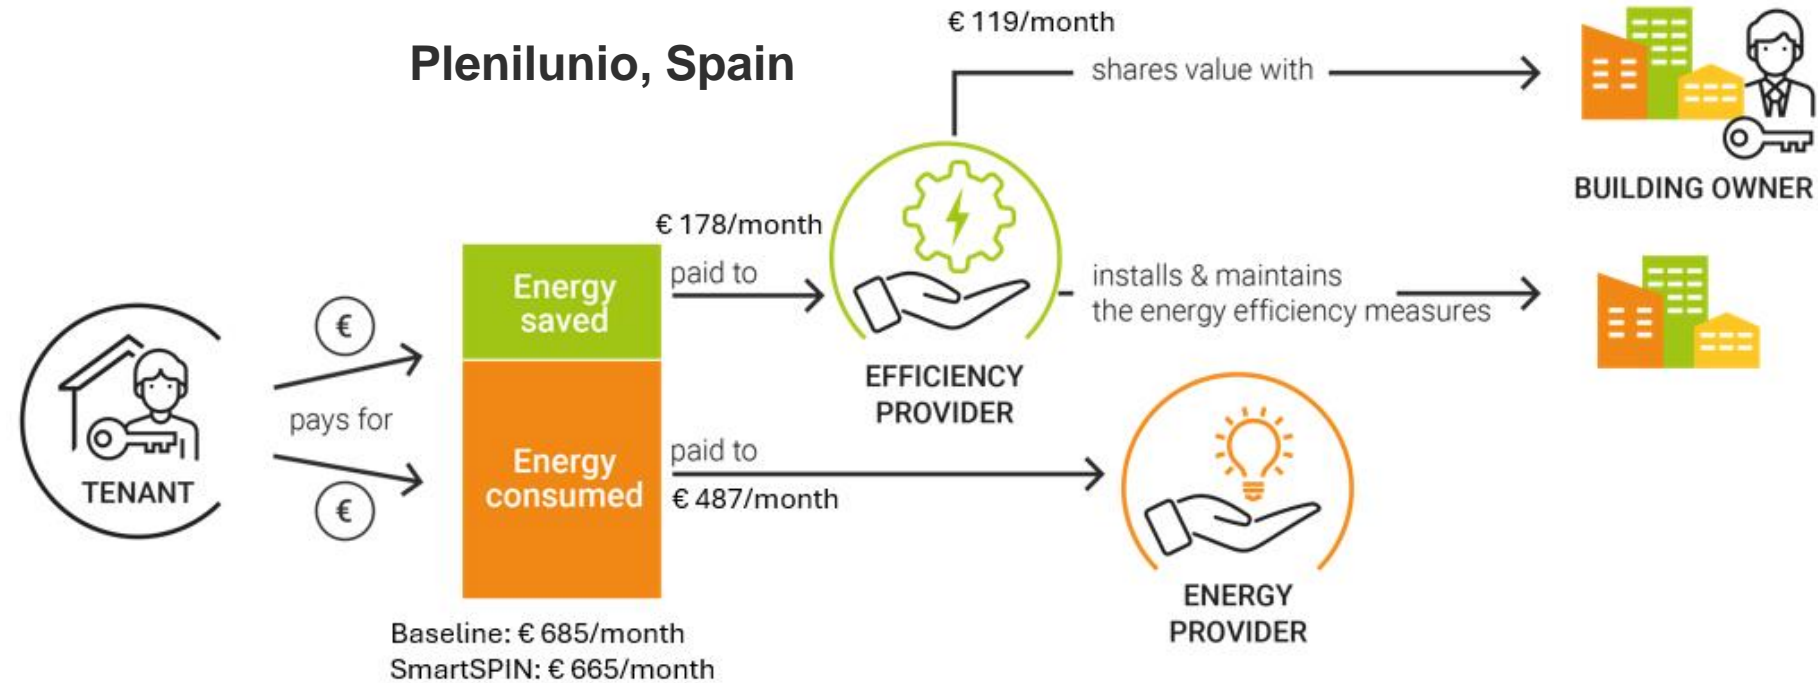 Plenilunio, Spain
€ 119/month
shares value with
BUILDING OWNER
€ 178/month
paid to
Energy
saved
installs & maintains
the energy efficiency measures
EFFICIENCY
PROVIDER
€
pays for
€
TENANT
Energy
consumed
paid to
€ 487/month
ENERGY
PROVIDER
Baseline: € 685/month
SmartSPIN: € 665/month